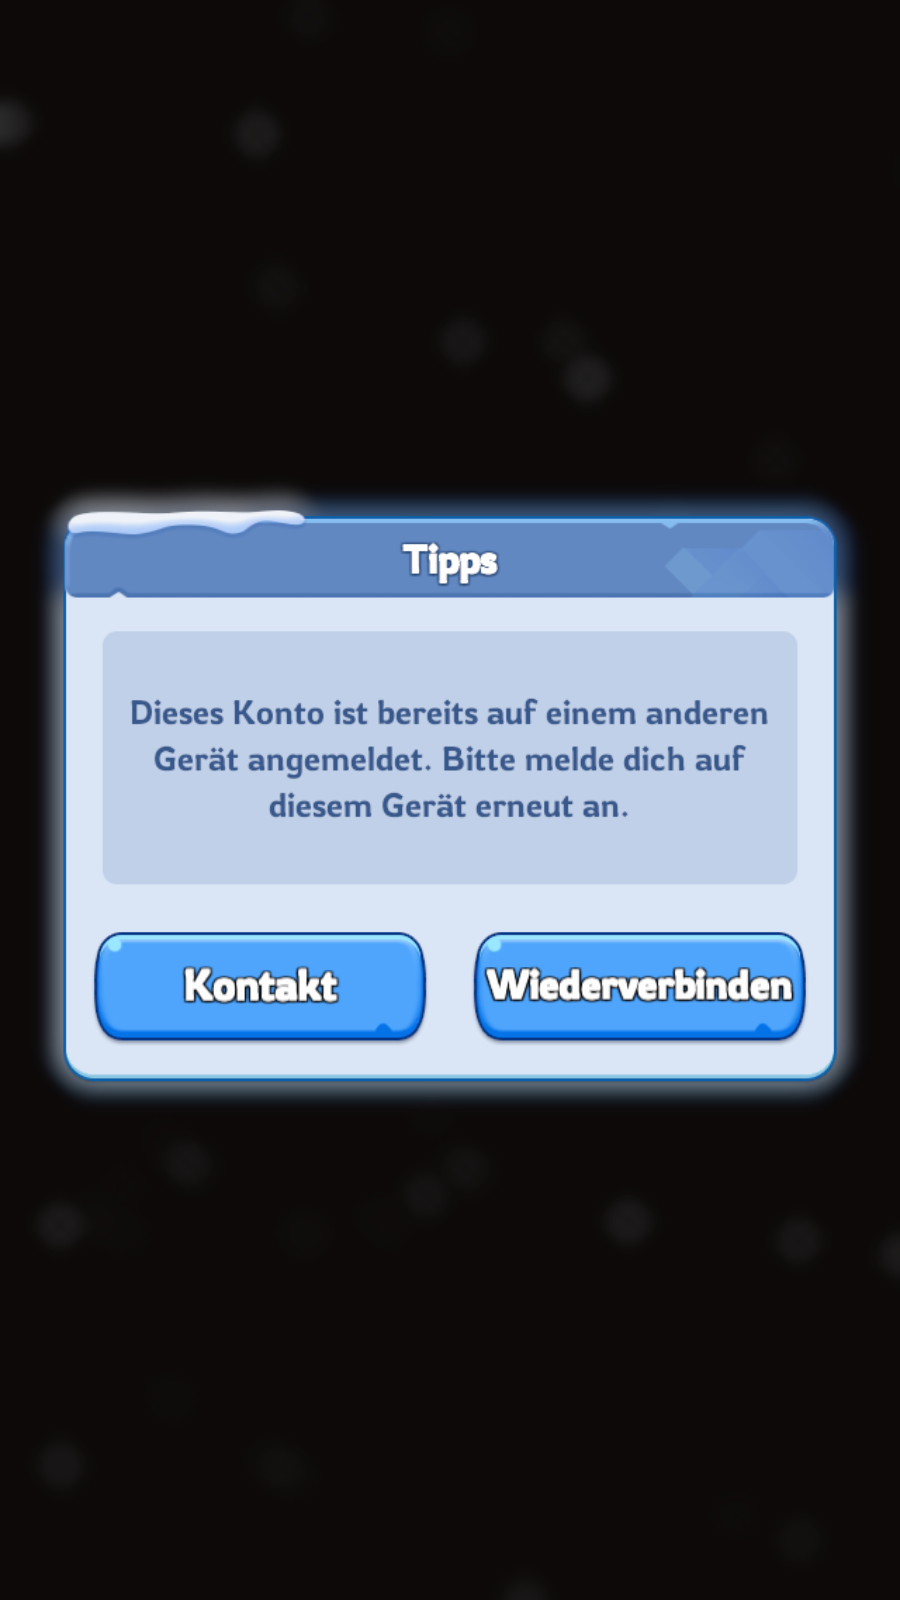 Tipps
Dieses Konto ist bereits auf einem anderen
Gerät angemeldet. Bitte melde dich auf
diesem Gerät erneut an.
Kontakt
Wiederverbinden